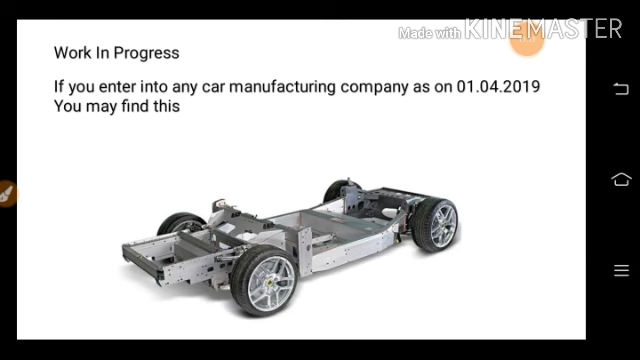 Made with KINEMASTER
Work In Progress
If you enter into any car manufacturing company as on 01.04.2019
You may find this